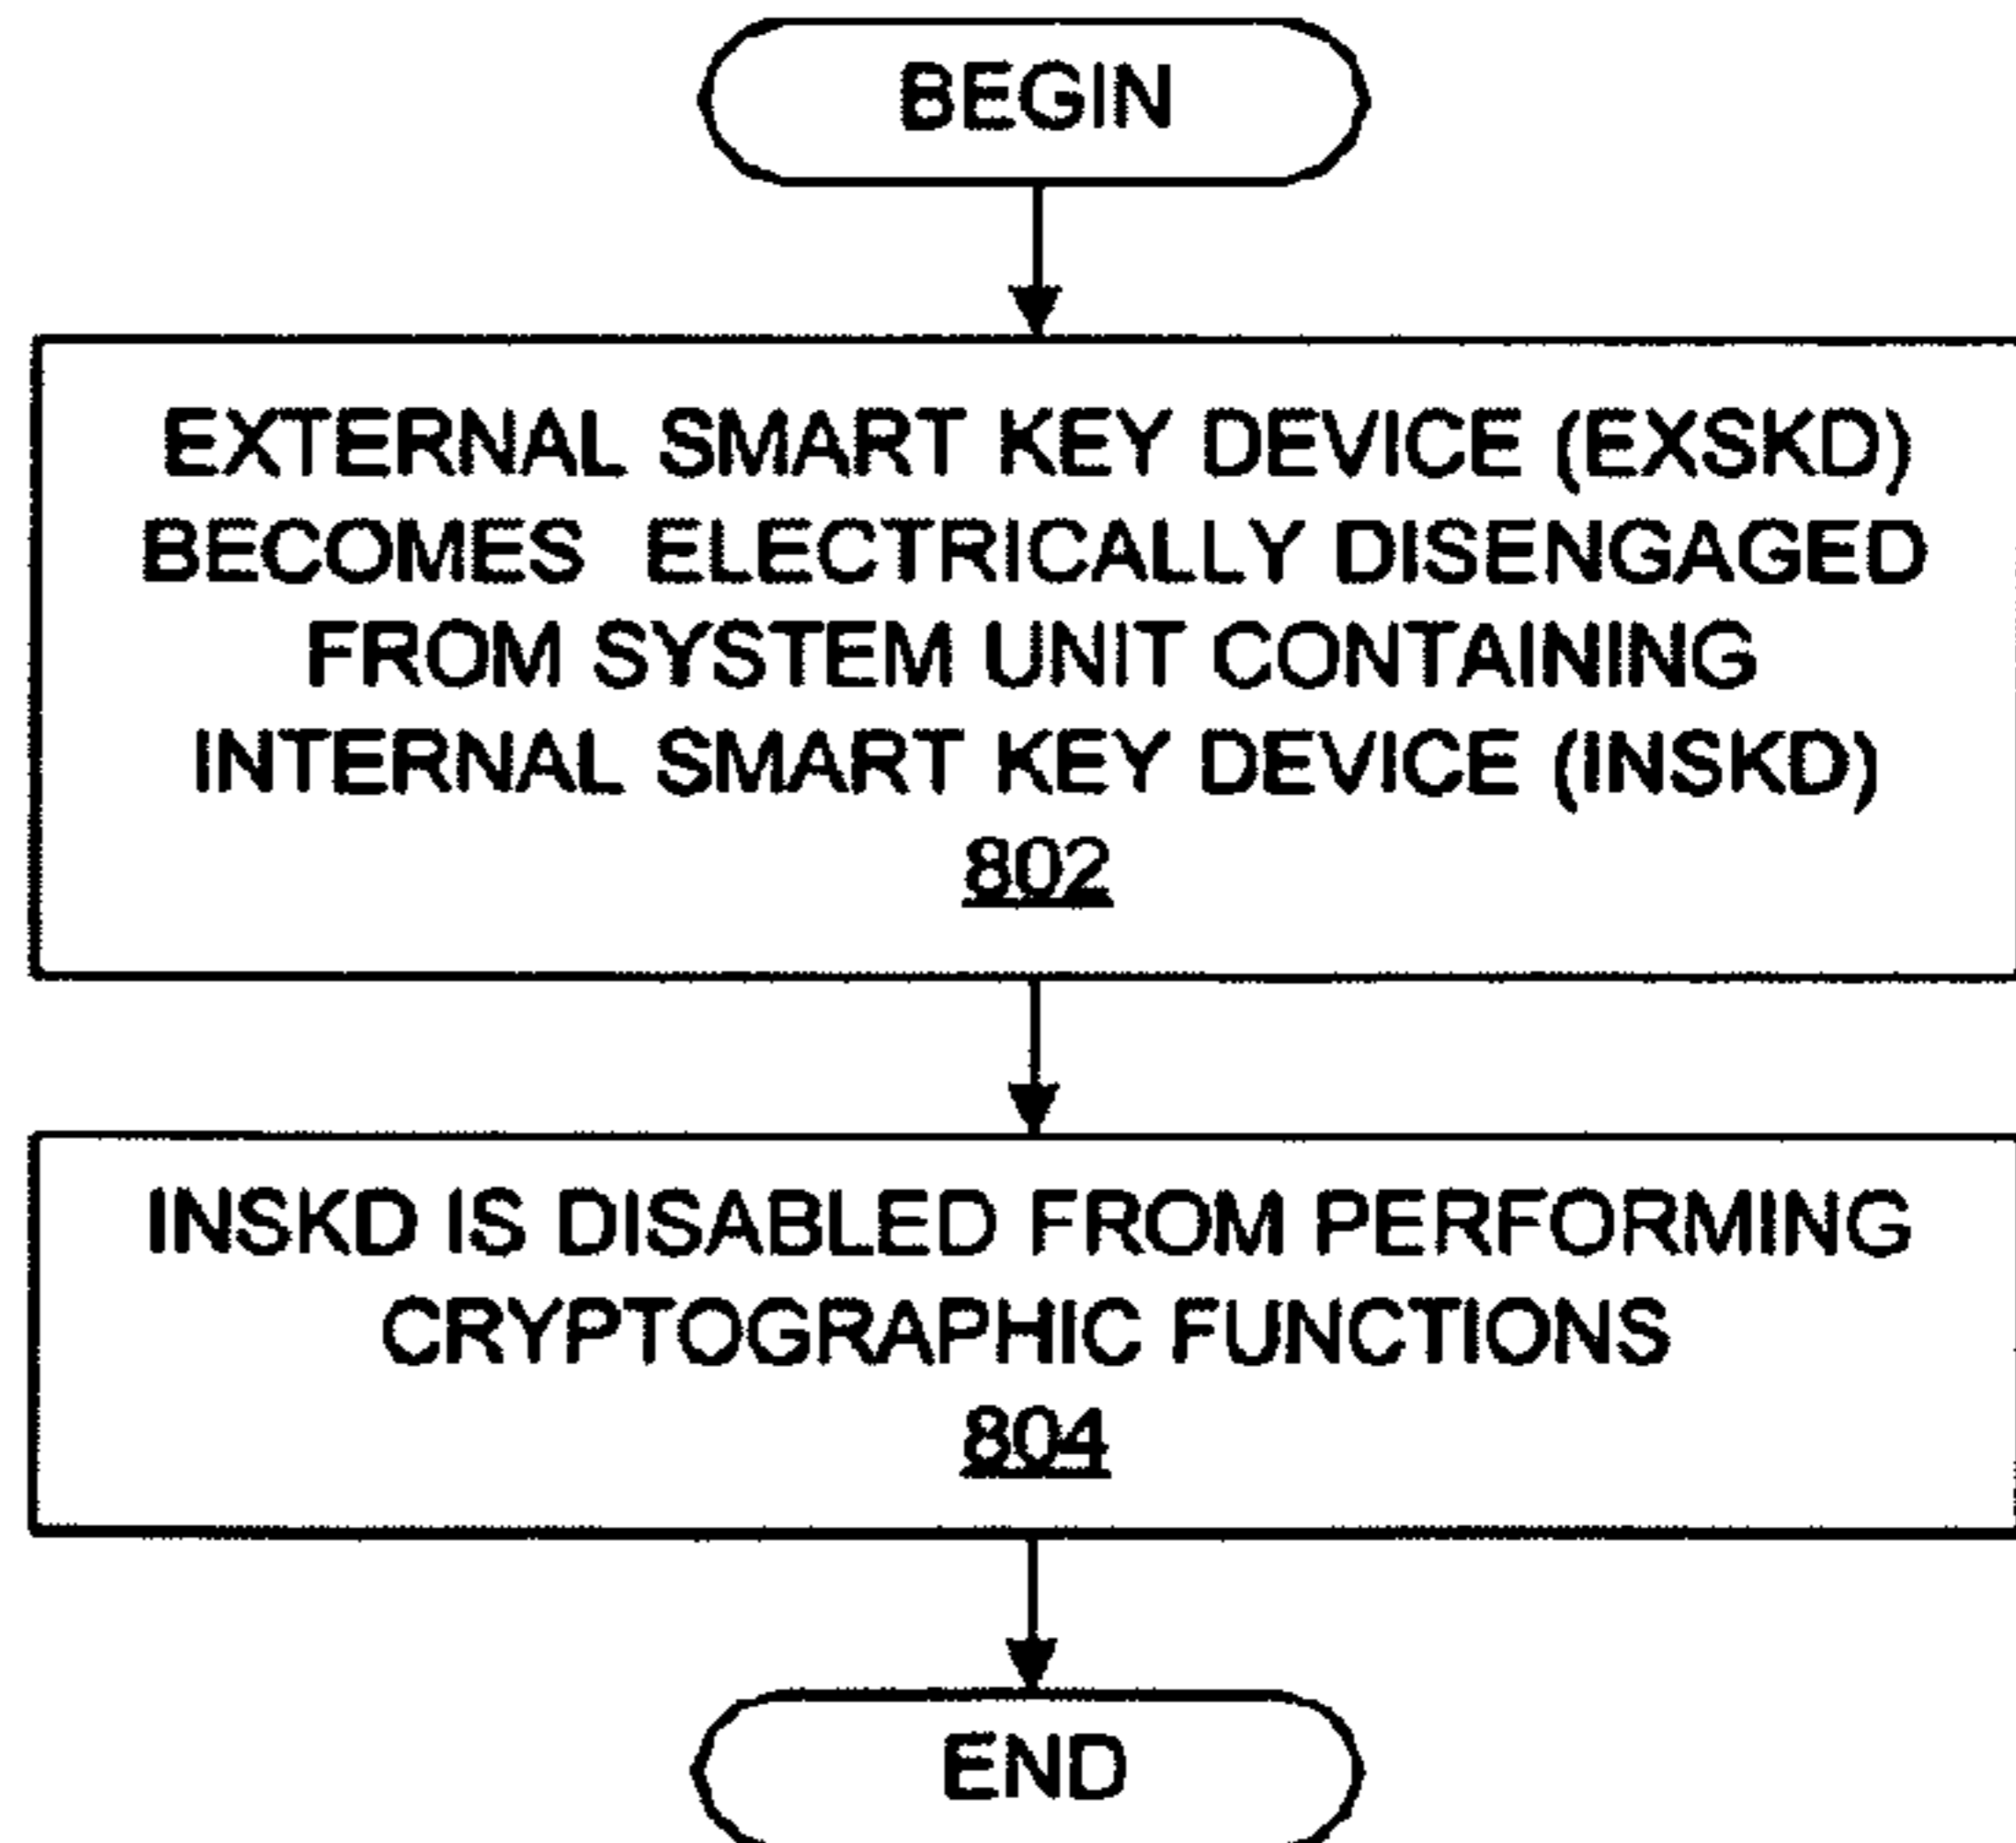 BEGIN
EXTERNAL SMART KEY DEVICE (EXSKD)
BECOMES ELECTRICALLY DISENGAGED
FROM SYSTEM UNIT CONTAINING
INTERNAL SMART KEY DEVICE (INSKD)
802
INSKD IS DISABLED FROM PERFORMING
CRYPTOGRAPHIC FUNCTIONS
804
END